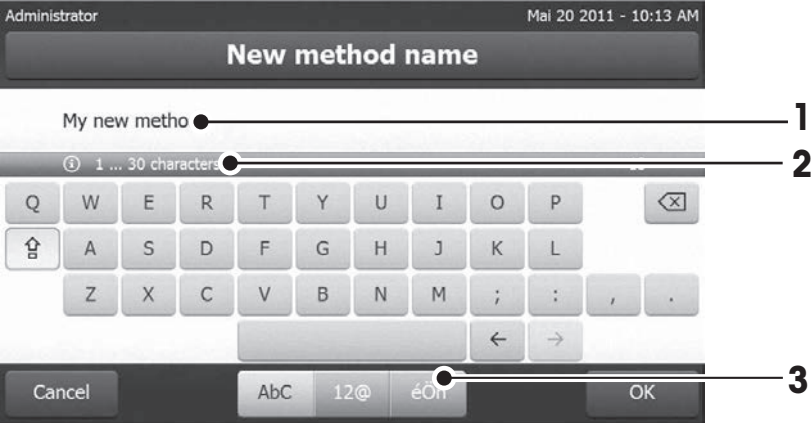 Administrator Mai 20 2011 - 10:13 AM
New method name
My new metho 1
1 ... 30 characters 2
Q W E R T Y U I O P
A S D F G H J K L
Z X C V B N M ; : , .
← →
Cancel AbC 12@ éÖñ OK 3